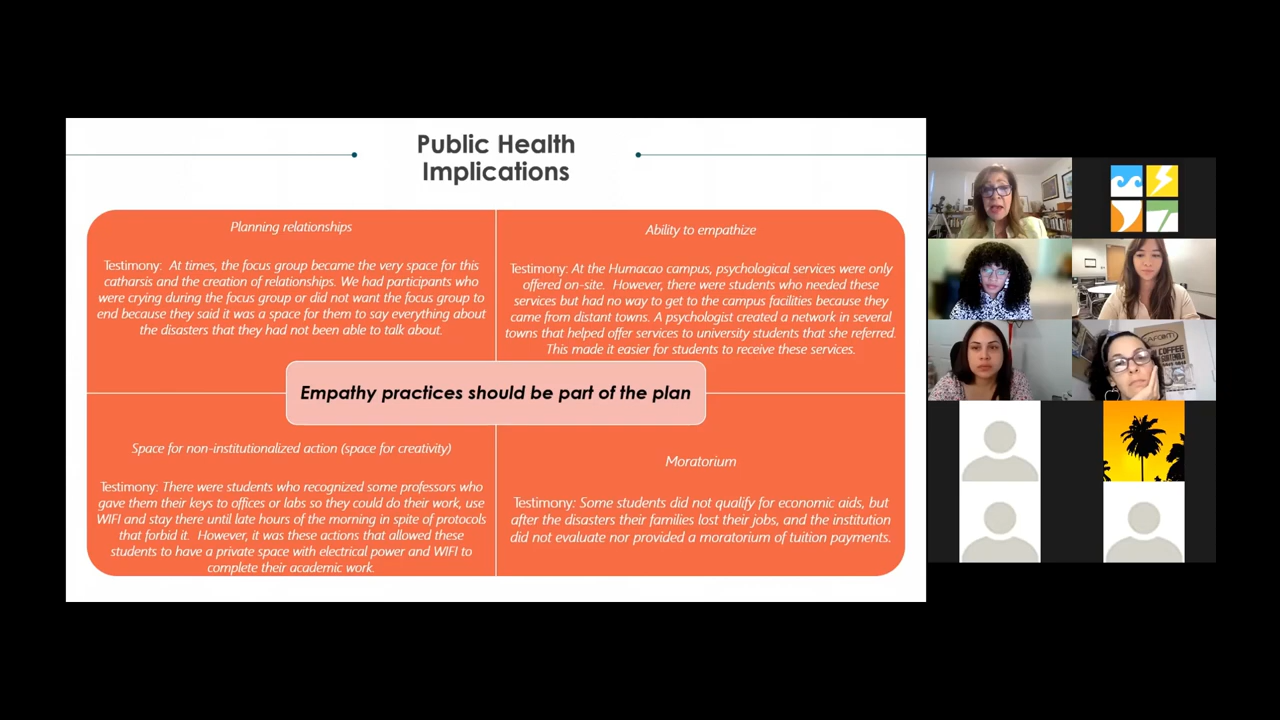 Public Health
Implications
Planning relationships
Testimony: At times, the focus group became the very space for this
catharsis and the creation of relationships. We had participants who
were crying during the focus group or did not want the focus group to
end because they said it was a space for them to say everything about
the disasters that they had not been able to talk about.
Ability to empathize
Testimony: At the Humacao campus, psychological services were only
offered on-site. However, there were students who needed these
services but had no way to get to the campus facilities because they
came from distant towns. A psychologist created a network in several
towns that helped offer services to university students that she referred.
This made it easier for students to receive these services.
Empathy practices should be part of the plan
Space for non-institutionalized action (space for creativity)
Testimony: There were students who recognized some professors who
gave them their keys to offices or labs so they could do their work, use
WIFI and stay there until late hours of the morning in spite of protocols
that forbid it. However, it was these actions that allowed these
students to have a private space with electrical power and WIFI to
complete their academic work.
Moratorium
Testimony: Some students did not qualify for economic aids, but
after the disasters their families lost their jobs, and the institution
did not evaluate nor provided a moratorium of tuition payments.
COFFEE